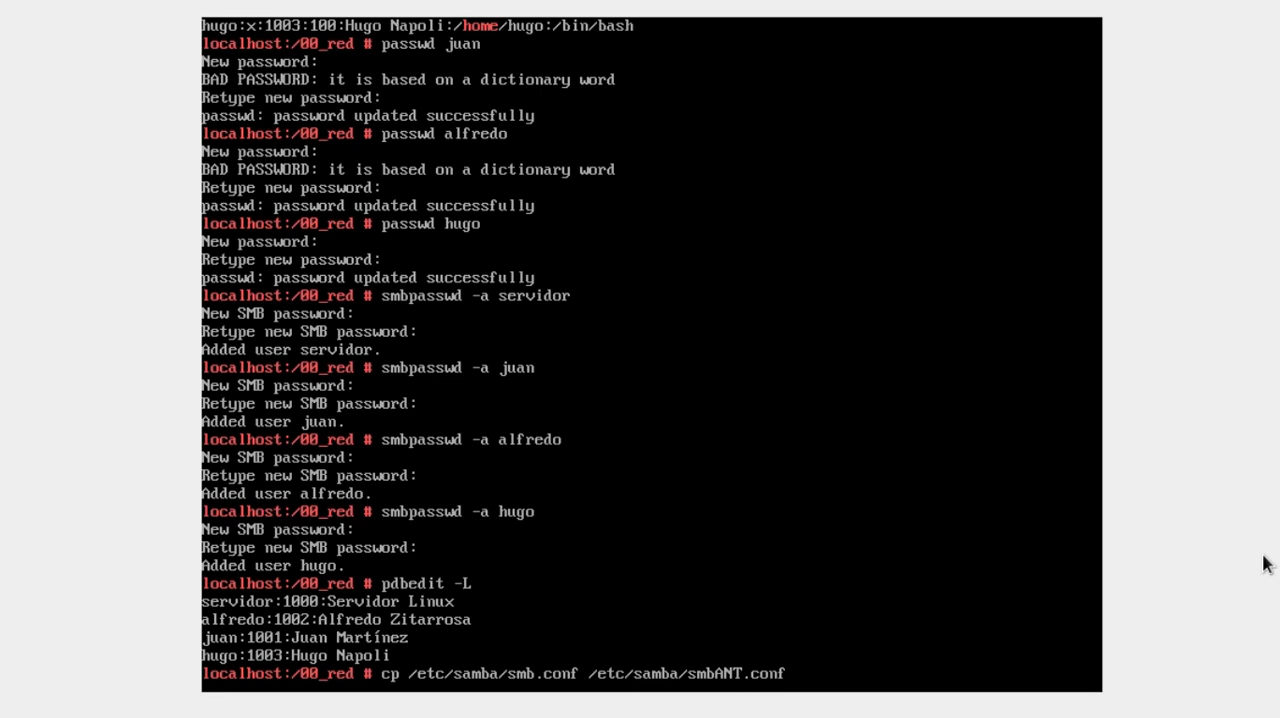 hugo:x:1003:100:Hugo Napoli:/home/hugo:/bin/bash
localhost:/00_red # passwd juan
New password:
BAD PASSWORD: it is based on a dictionary word
Retype new password:
passwd: password updated successfully
localhost:/00_red # passwd alfredo
New password:
BAD PASSWORD: it is based on a dictionary word
Retype new password:
passwd: password updated successfully
localhost:/00_red # passwd hugo
New password:
Retype new password:
passwd: password updated successfully
localhost:/00_red # smbpasswd -a servidor
New SMB password:
Retype new SMB password:
Added user servidor.
localhost:/00_red # smbpasswd -a juan
New SMB password:
Retype new SMB password:
Added user juan.
localhost:/00_red # smbpasswd -a alfredo
New SMB password:
Retype new SMB password:
Added user alfredo.
localhost:/00_red # smbpasswd -a hugo
New SMB password:
Retype new SMB password:
Added user hugo.
localhost:/00_red # pdbedit -L
servidor:1000:Servidor Linux
alfredo:1002:Alfredo Zitarrosa
juan:1001:Juan Martínez
hugo:1003:Hugo Napoli
localhost:/00_red # cp /etc/samba/smb.conf /etc/samba/smbANT.conf